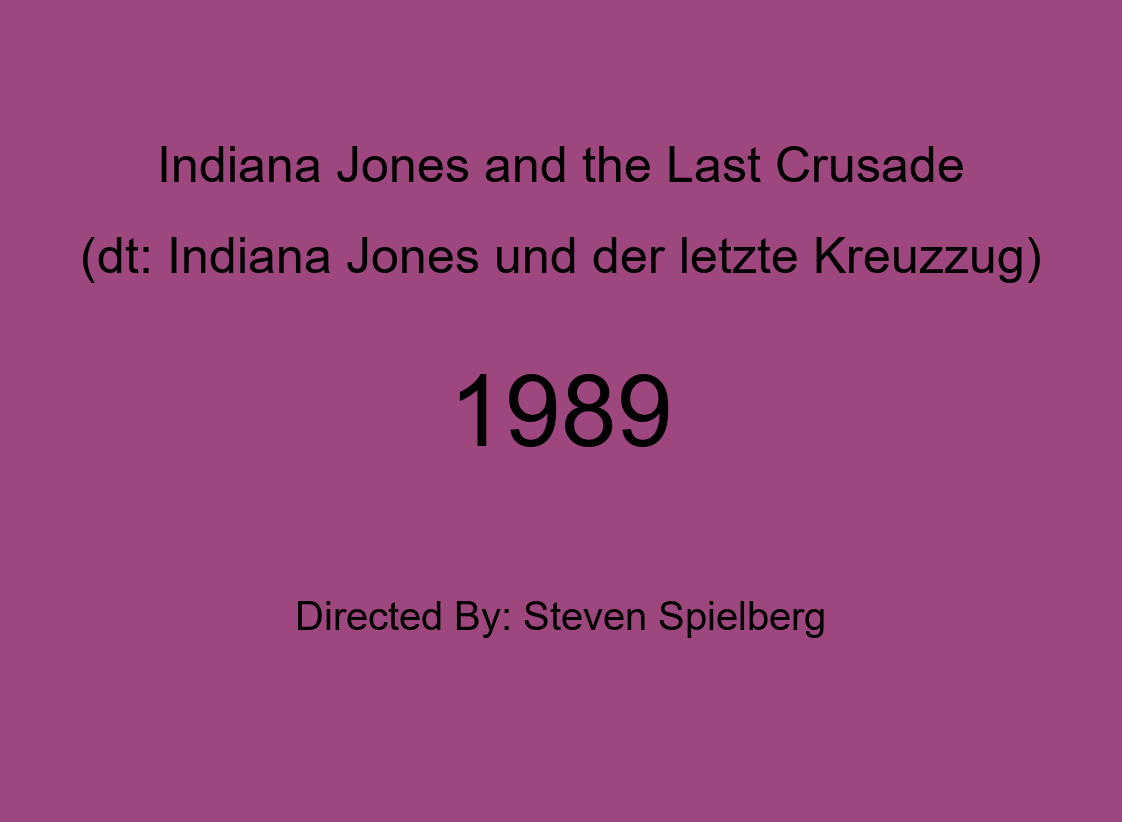 Indiana Jones and the Last Crusade
(dt: Indiana Jones und der letzte Kreuzzug)
1989
Directed By: Steven Spielberg